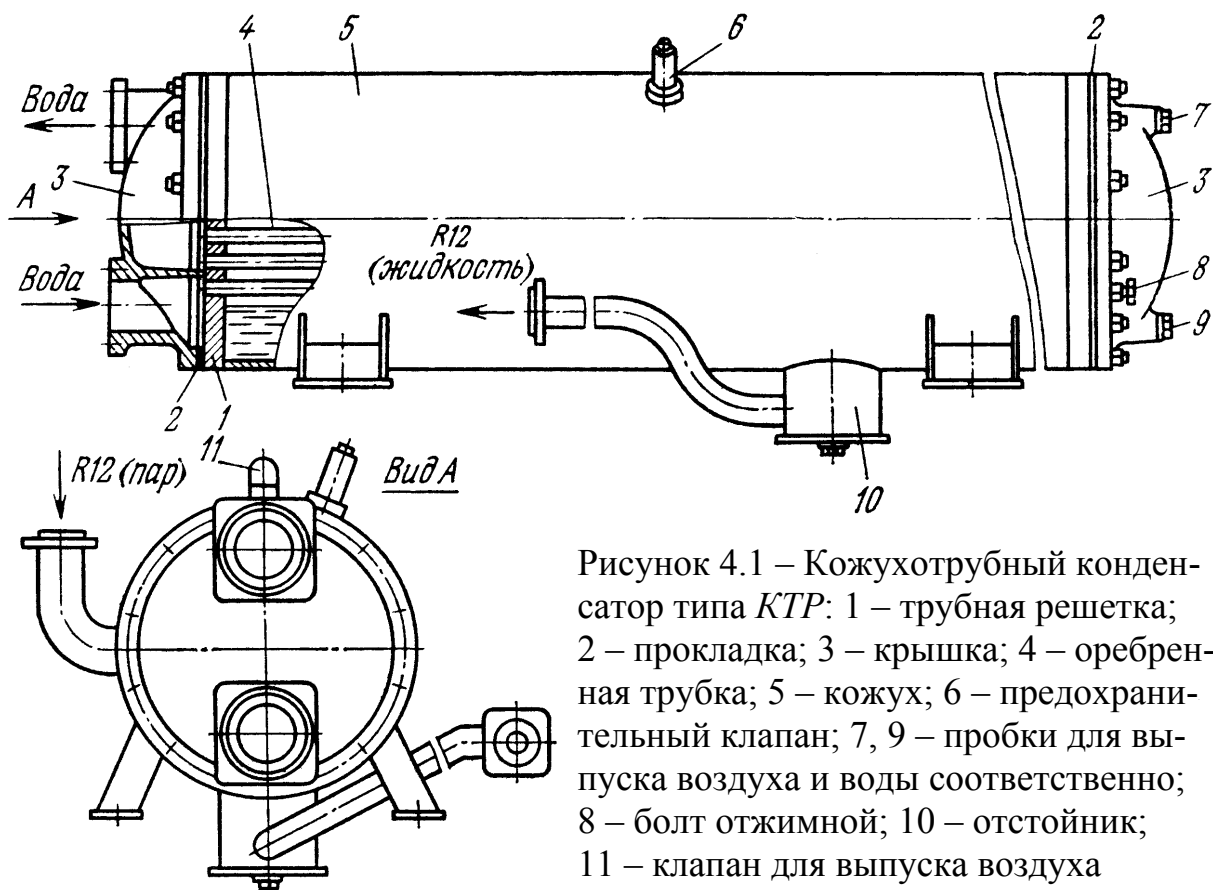 4 5 6 2
Вода
7
3 3
А
R12
(жидкость)
Вода
8
9
2 1
11
10
R12 (пар)
Вид А
Рисунок 4.1 – Кожухотрубный конден-
сатор типа КТР: 1 – трубная решетка;
2 – прокладка; 3 – крышка; 4 – оребрен-
ная трубка; 5 – кожух; 6 – предохрани-
тельный клапан; 7, 9 – пробки для вы-
пуска воздуха и воды соответственно;
8 – болт отжимной; 10 – отстойник;
11 – клапан для выпуска воздуха